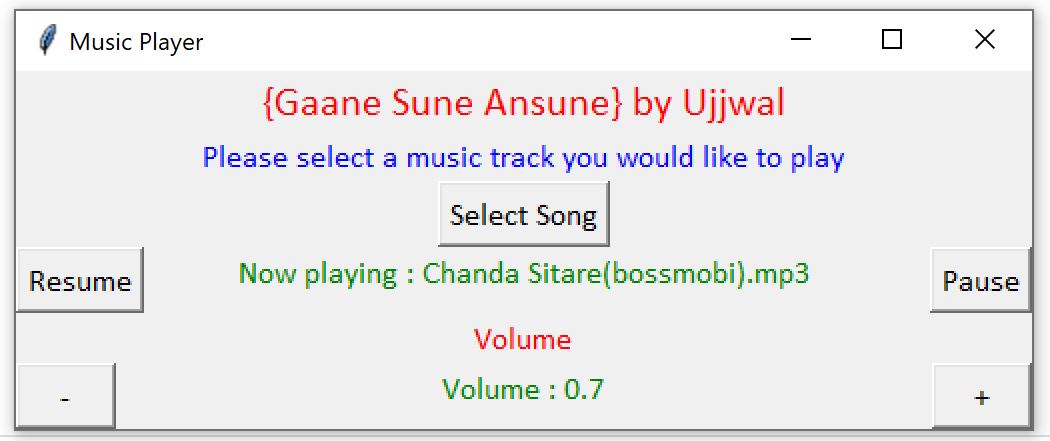 Music Player
{Gaane Sune Ansune} by Ujjwal
Please select a music track you would like to play
Select Song
Resume
Now playing : Chanda Sitare(bossmobi).mp3
Pause
Volume
-
Volume : 0.7
+